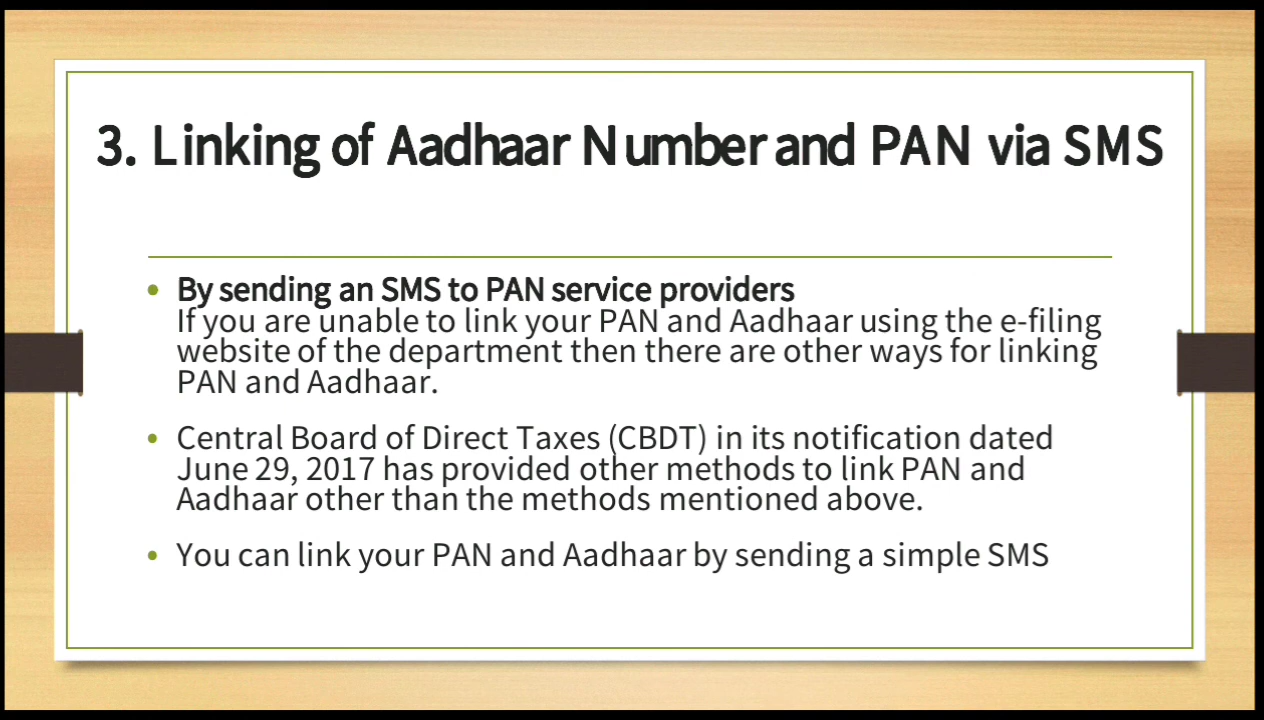 3. Linking of Aadhaar Number and PAN via SMS
• By sending an SMS to PAN service providers
If you are unable to link your PAN and Aadhaar using the e-filing
website of the department then there are other ways for linking
PAN and Aadhaar.
• Central Board of Direct Taxes (CBDT) in its notification dated
June 29, 2017 has provided other methods to link PAN and
Aadhaar other than the methods mentioned above.
• You can link your PAN and Aadhaar by sending a simple SMS